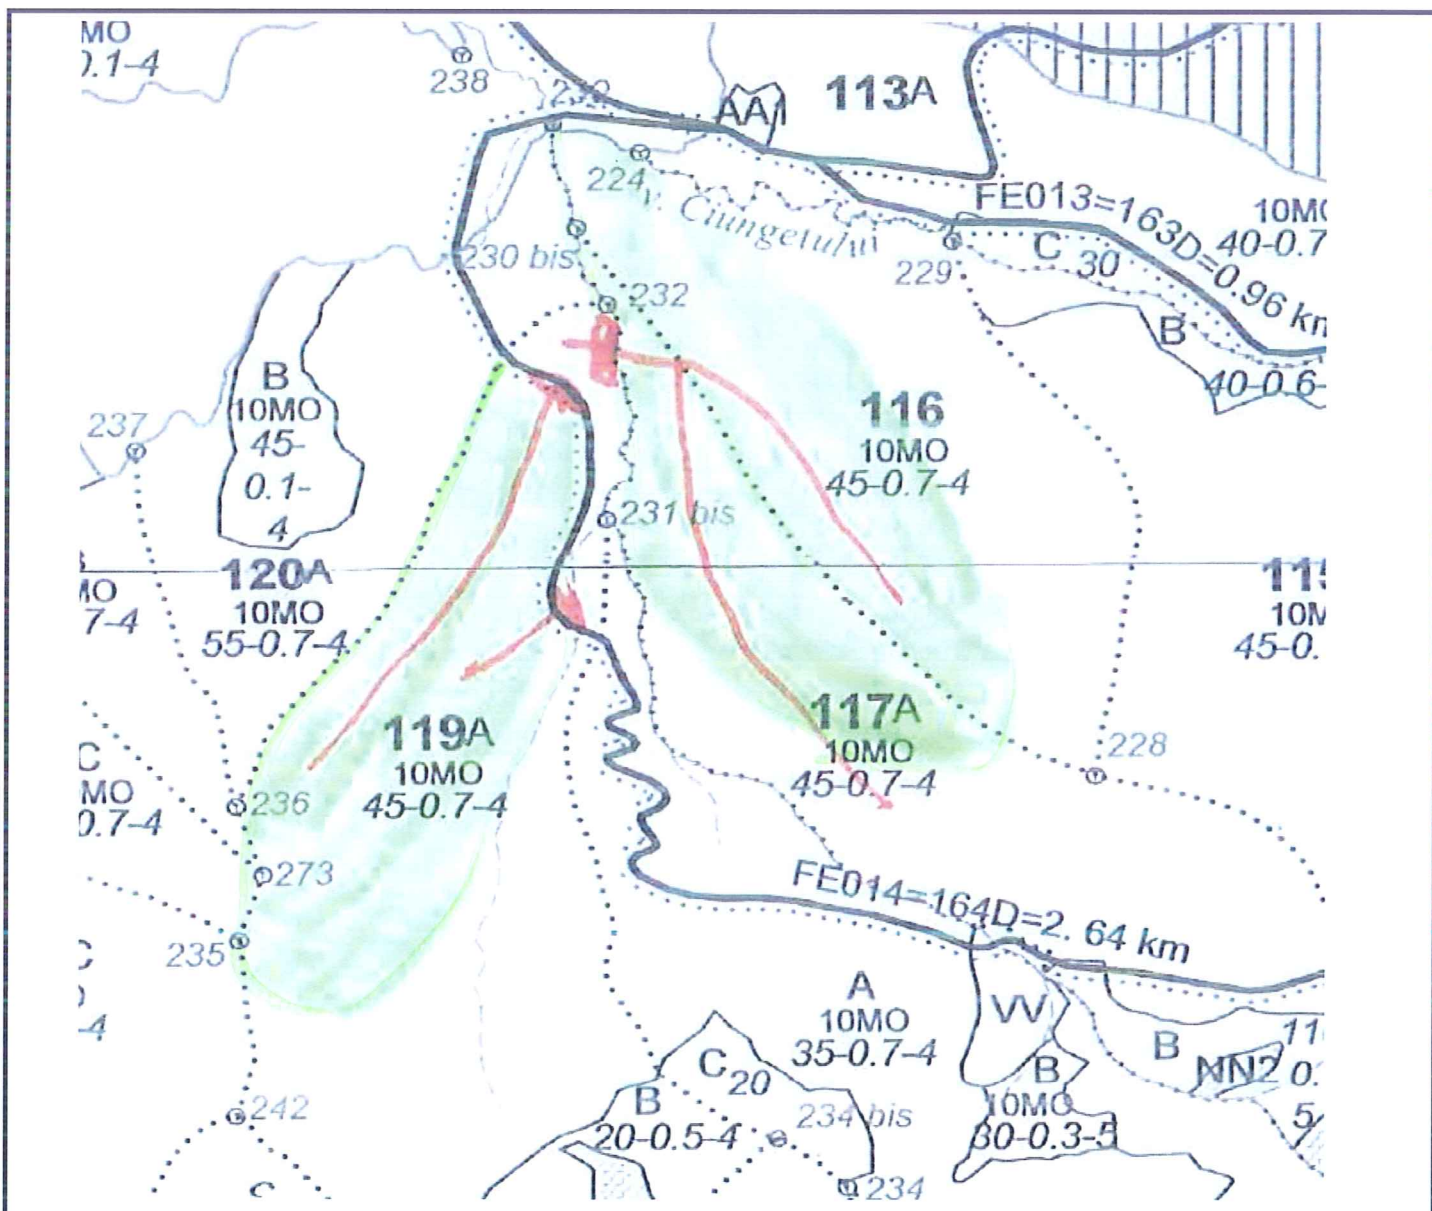 MO
0.1-4
238
AA1
113A
224
v. Ciungetului
FE013=163D=0.96 km
40-0.7
230 bis
232
229
C 30
B
40-0.6-
B
10MO
45-
0.1-
4
237
116
10MO
45-0.7-4
231 bis
120A
10MO
55-0.7-4
7-4
45-0.
119A
10MO
45-0.7-4
117A
10MO
45-0.7-4
228
C
MO
0.7-4
236
273
235
FE014=164D=2. 64 km
A
10MO
35-0.7-4
VV
B
NN2
B
10MO
30-0.3-5
C20
B
20-0.5-4
234 bis
234
242